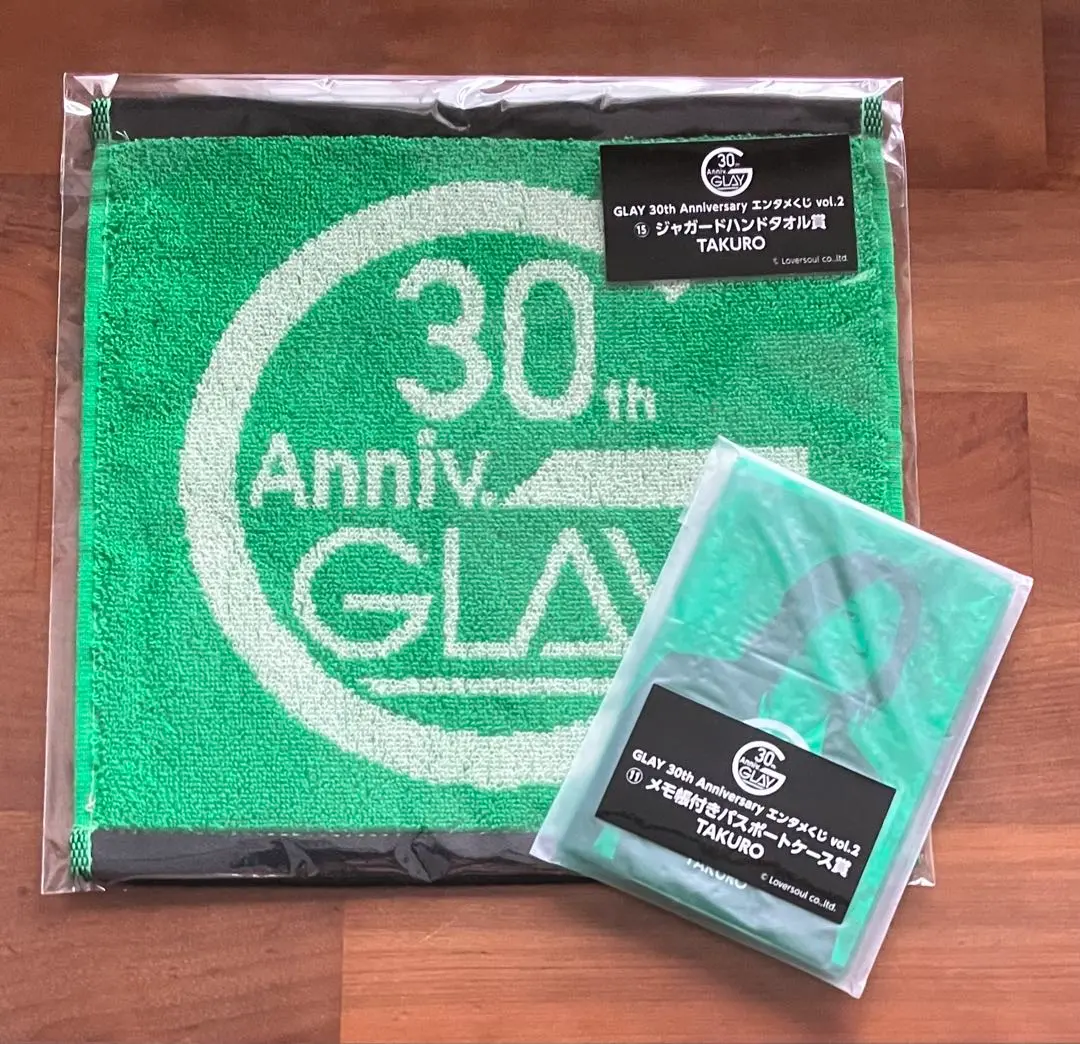 30th
Anniv.
GLAY
30th
Anniv.
GLAY
GLAY 30th Anniversary エンタメくじ vol.2
⑮ ジャガードハンドタオル賞
TAKURO
© Loversoul co.,ltd.
30th
Anniv.
GLAY
GLAY 30th Anniversary エンタメくじ vol.2
⑪ メモ帳付きパスポートケース賞
TAKURO
© Loversoul co.,ltd.
TAKURO